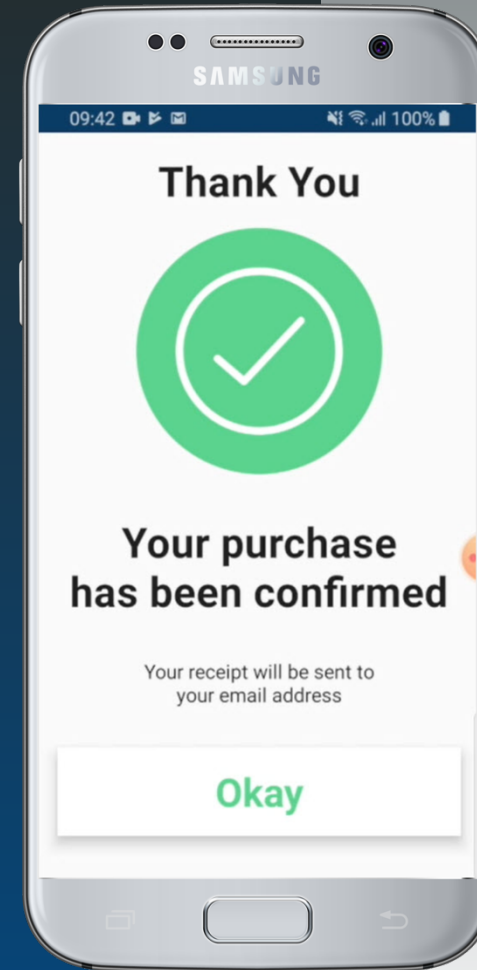 SAMSUNG
09:42 100%
Thank You
Your purchase
has been confirmed
Your receipt will be sent to
your email address
Okay